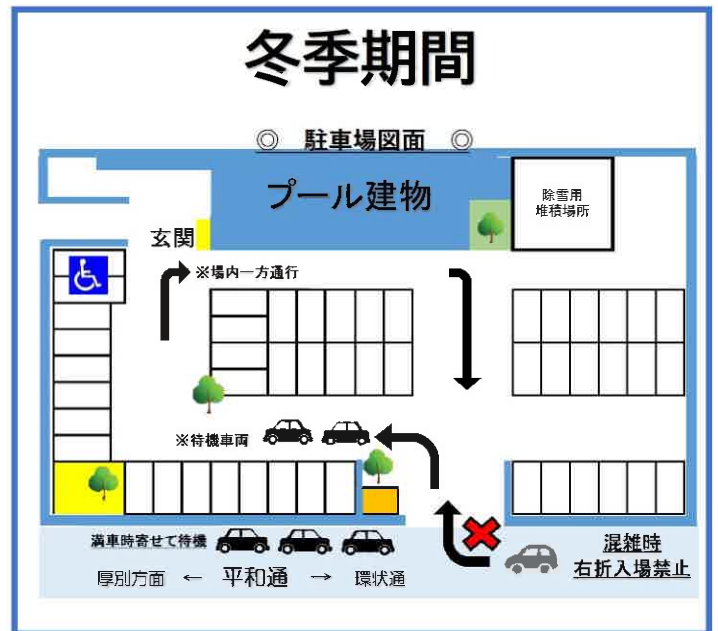 冬季期間
◎ 駐車場図面 ◎
プール建物
除雪用
堆積場所
玄関
※場内一方通行
※待機車両
満車時寄せて待機
混雑時
右折入場禁止
厚別方面 ← 平和通 → 環状通